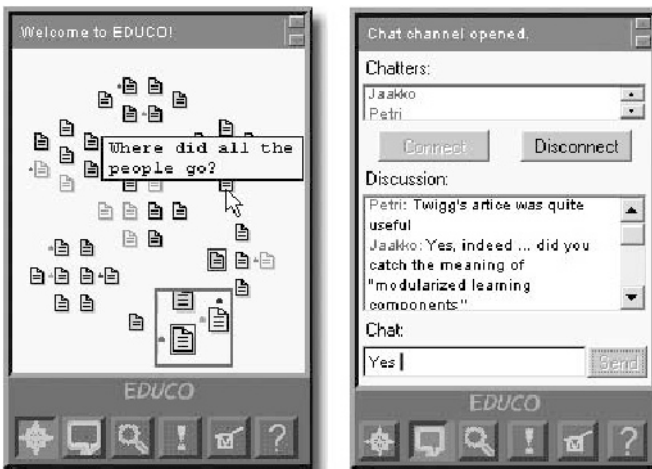 Welcome to EDUCO!
Where did all the
people go?
EDUCO
?
Chat channel opened.
Chatters:
Jaakko
Petri
Connect
Disconnect
Discussion:
Petri: Twigg's artice was quite
useful
Jaakko: Yes, indeed ... did you
catch the meaning of
"modularized learning
components"
Chat:
Yes
Send
EDUCO
?